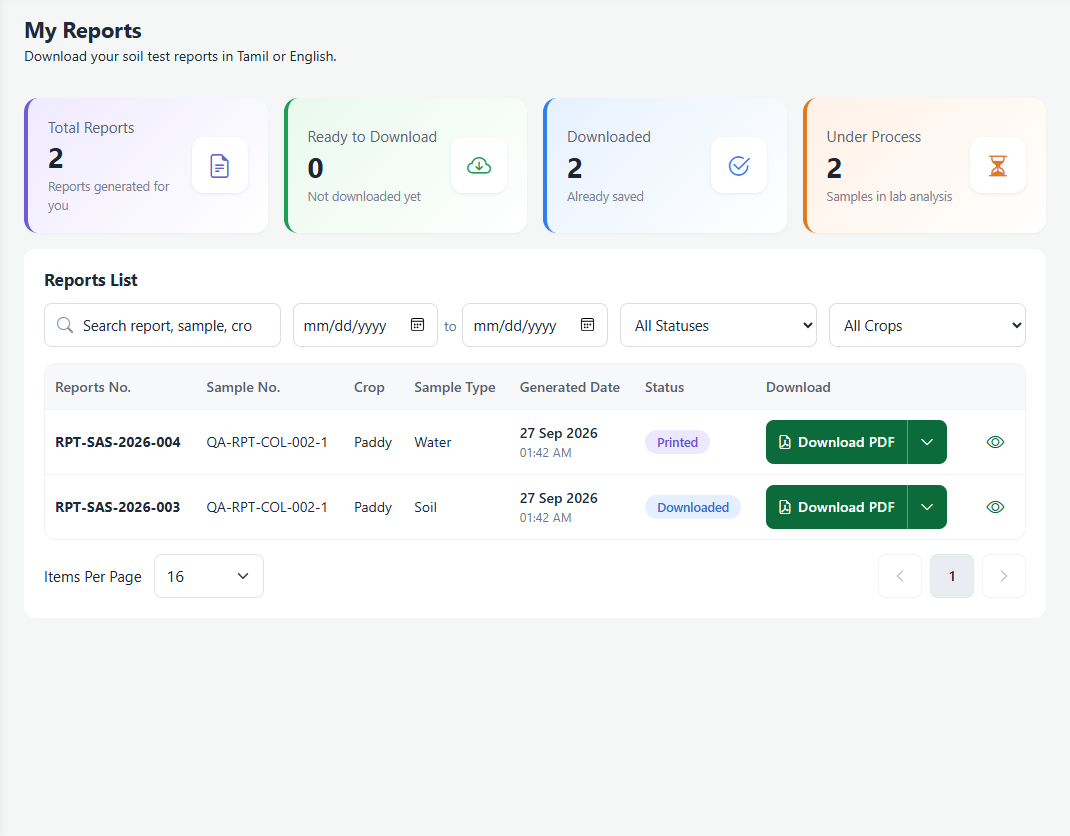 My Reports
Download your soil test reports in Tamil or English.
Total Reports
2
Reports generated for
you
Ready to Download
0
Not downloaded yet
Downloaded
2
Already saved
Under Process
2
Samples in lab analysis
Reports List
Search report, sample, cro
mm/dd/yyyy
to
mm/dd/yyyy
All Statuses
All Crops
Reports No. Sample No. Crop Sample Type Generated Date Status Download
RPT-SAS-2026-004 QA-RPT-COL-002-1 Paddy Water 27 Sep 2026 Printed Download PDF
01:42 AM
RPT-SAS-2026-003 QA-RPT-COL-002-1 Paddy Soil 27 Sep 2026 Downloaded Download PDF
01:42 AM
Items Per Page 16 1